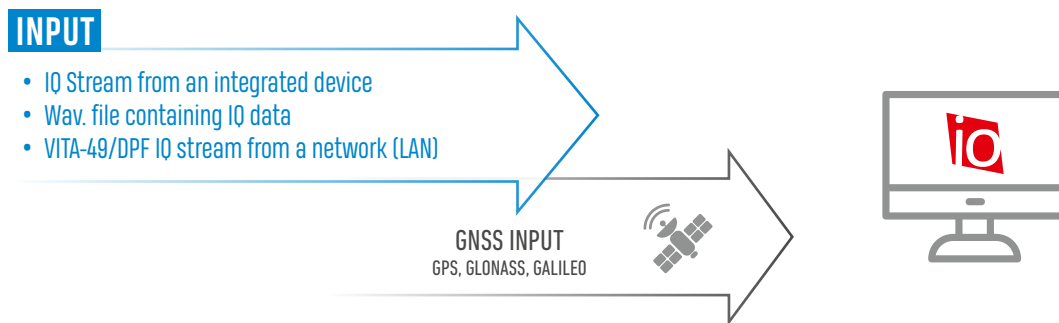 INPUT
• IQ Stream from an integrated device
• Wav. file containing IQ data
• VITA-49/DPF IQ stream from a network (LAN)
GNSS INPUT
GPS, GLONASS, GALILEO
io